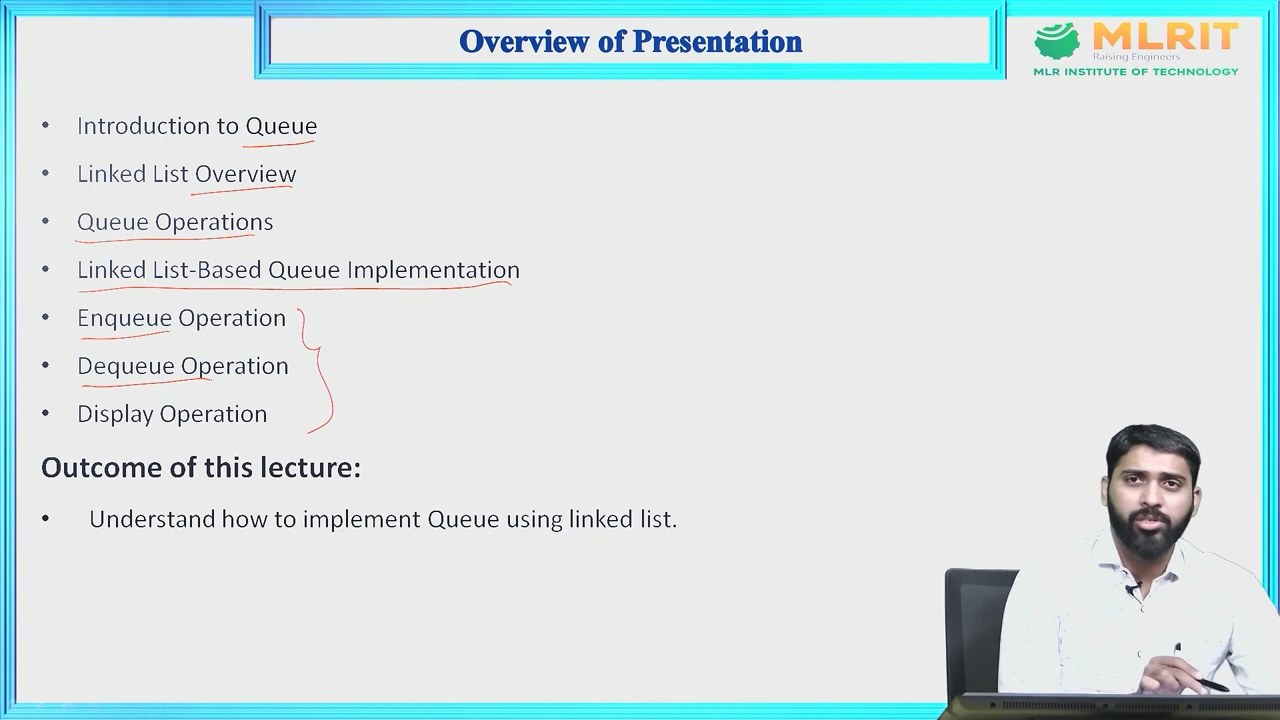 Overview of Presentation
MLRIT
Raising Engineers
MLR INSTITUTE OF TECHNOLOGY
• Introduction to Queue
• Linked List Overview
• Queue Operations
• Linked List-Based Queue Implementation
• Enqueue Operation
• Dequeue Operation
• Display Operation
Outcome of this lecture:
• Understand how to implement Queue using linked list.